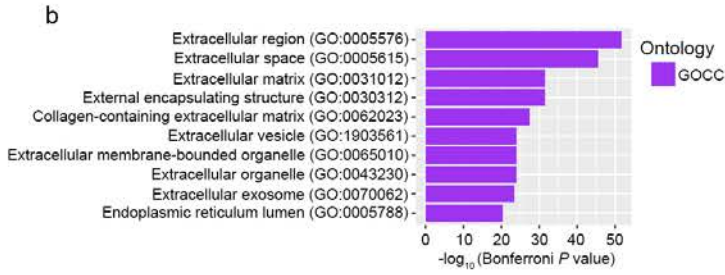 b
Extracellular region (GO:0005576)
Extracellular space (GO:0005615)
Extracellular matrix (GO:0031012)
External encapsulating structure (GO:0030312)
Collagen-containing extracellular matrix (GO:0062023)
Extracellular vesicle (GO:1903561)
Extracellular membrane-bounded organelle (GO:0065010)
Extracellular organelle (GO:0043230)
Extracellular exosome (GO:0070062)
Endoplasmic reticulum lumen (GO:0005788)
0 10 20 30 40 50
-log₁₀ (Bonferroni P value)
Ontology
GOCC